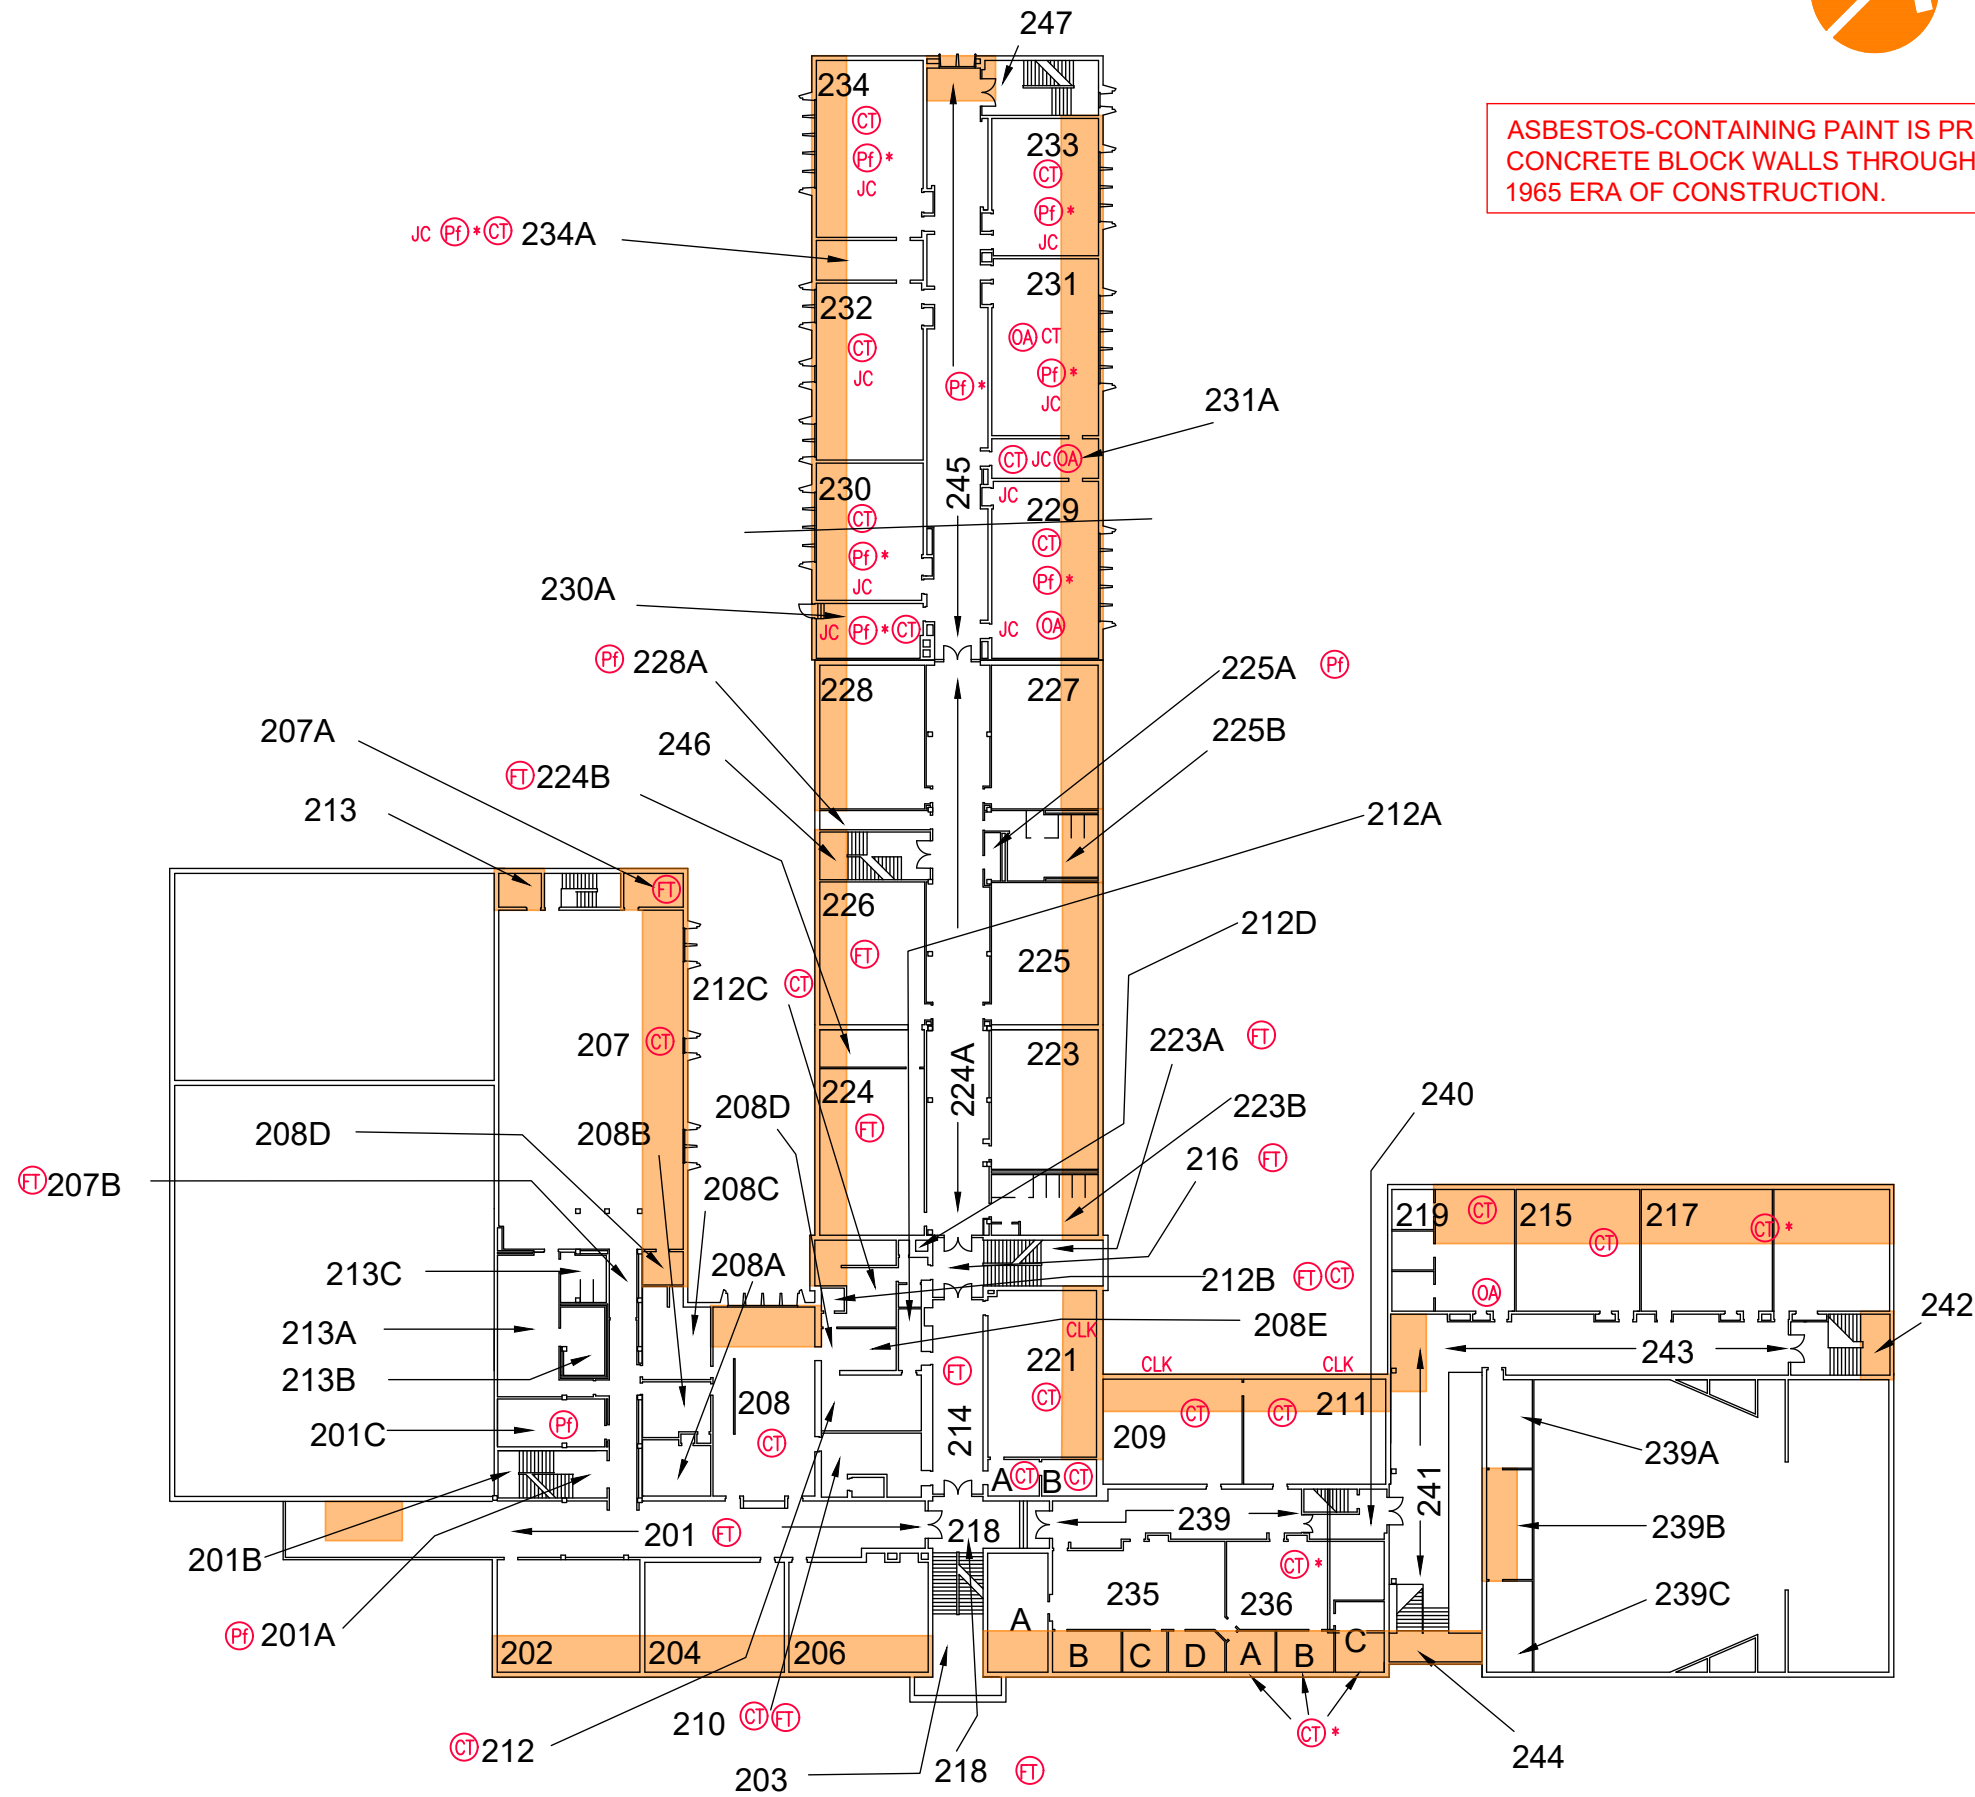 247
234
CT
Pf *
JC
233
CT
Pf *
JC
ASBESTOS-CONTAINING PAINT IS PR
CONCRETE BLOCK WALLS THROUGH
1965 ERA OF CONSTRUCTION.
JC Pf * CT 234A
231
232
CT
JC
OA CT
Pf *
JC
Pf *
231A
CT JC OA
245
230
CT
Pf *
JC
JC
229
CT
Pf *
JC OA
230A
JC Pf * CT
Pf 228A
225A Pf
228
227
207A
246
225B
FT 224B
213
212A
FT
226
FT
212D
225
212C CT
207 CT
223A FT
223
224A
224
FT
208D
240
223B
208D
208B
216 FT
FT 207B
208C
219 CT
215
CT
217
CT *
213C
208A
212B FT CT
OA
242
213A
208E
CLK
221
CT
CLK
CLK
243
213B
FT
208
CT
214
209
CT
CT
211
201C
Pf
239A
A CT B CT
241
201 FT
218
239
239B
201B
CT *
235
236
239C
Pf 201A
A
202
204
206
B
C
D
A
B
C
210 CT FT
CT *
CT 212
244
203
218 FT